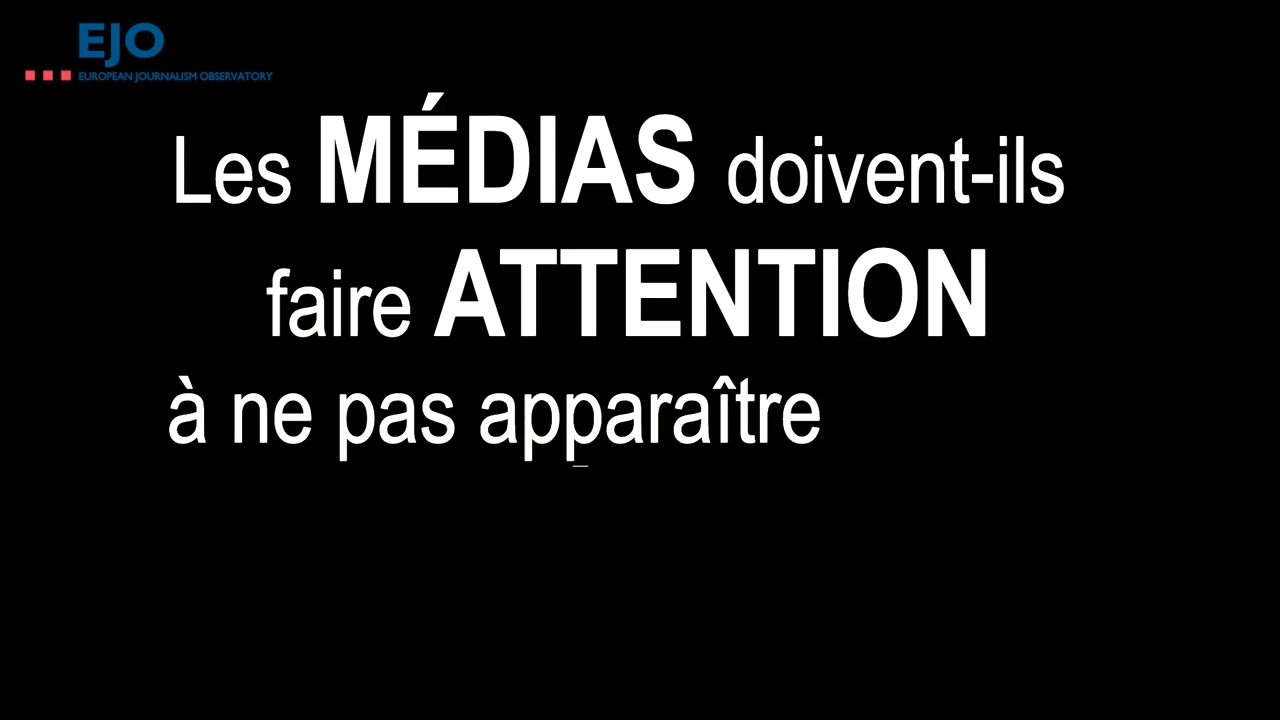 EJO
EUROPEAN JOURNALISM OBSERVATORY
Les MÉDIAS doivent-ils
faire ATTENTION
à ne pas apparaître